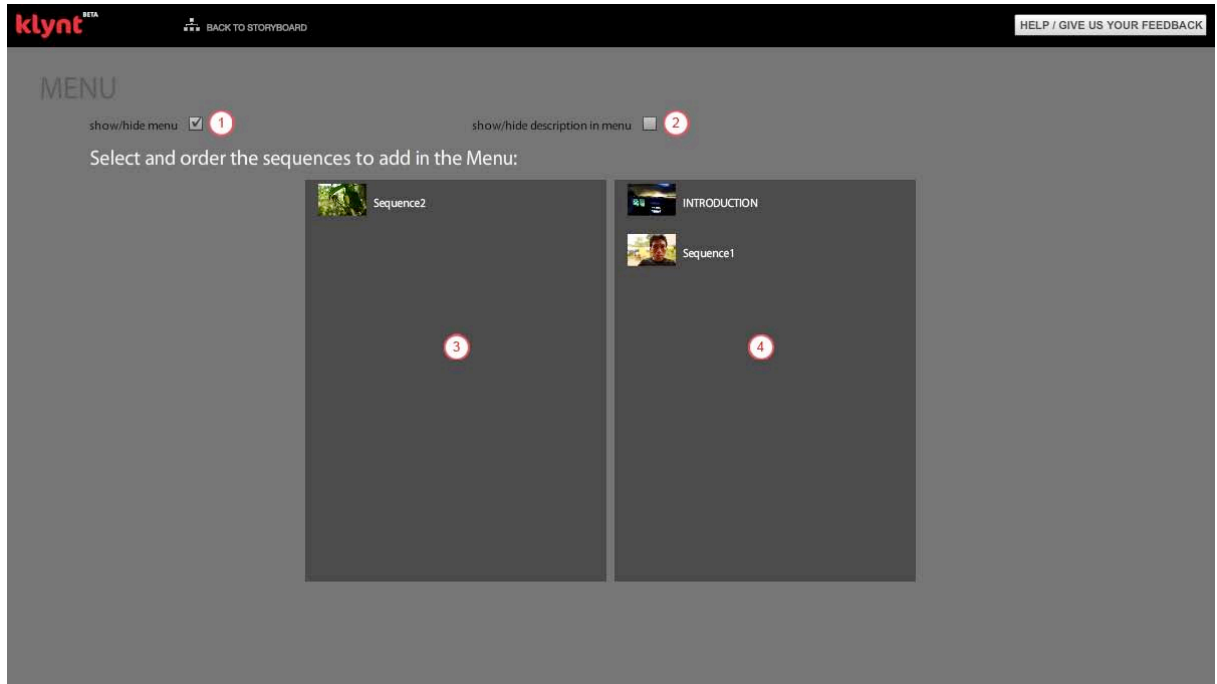 klynt BETA BACK TO STORYBOARD HELP / GIVE US YOUR FEEDBACK
MENU
show/hide menu 1 show/hide description in menu 2
Select and order the sequences to add in the Menu:
Sequence2 INTRODUCTION
Sequence1
3 4